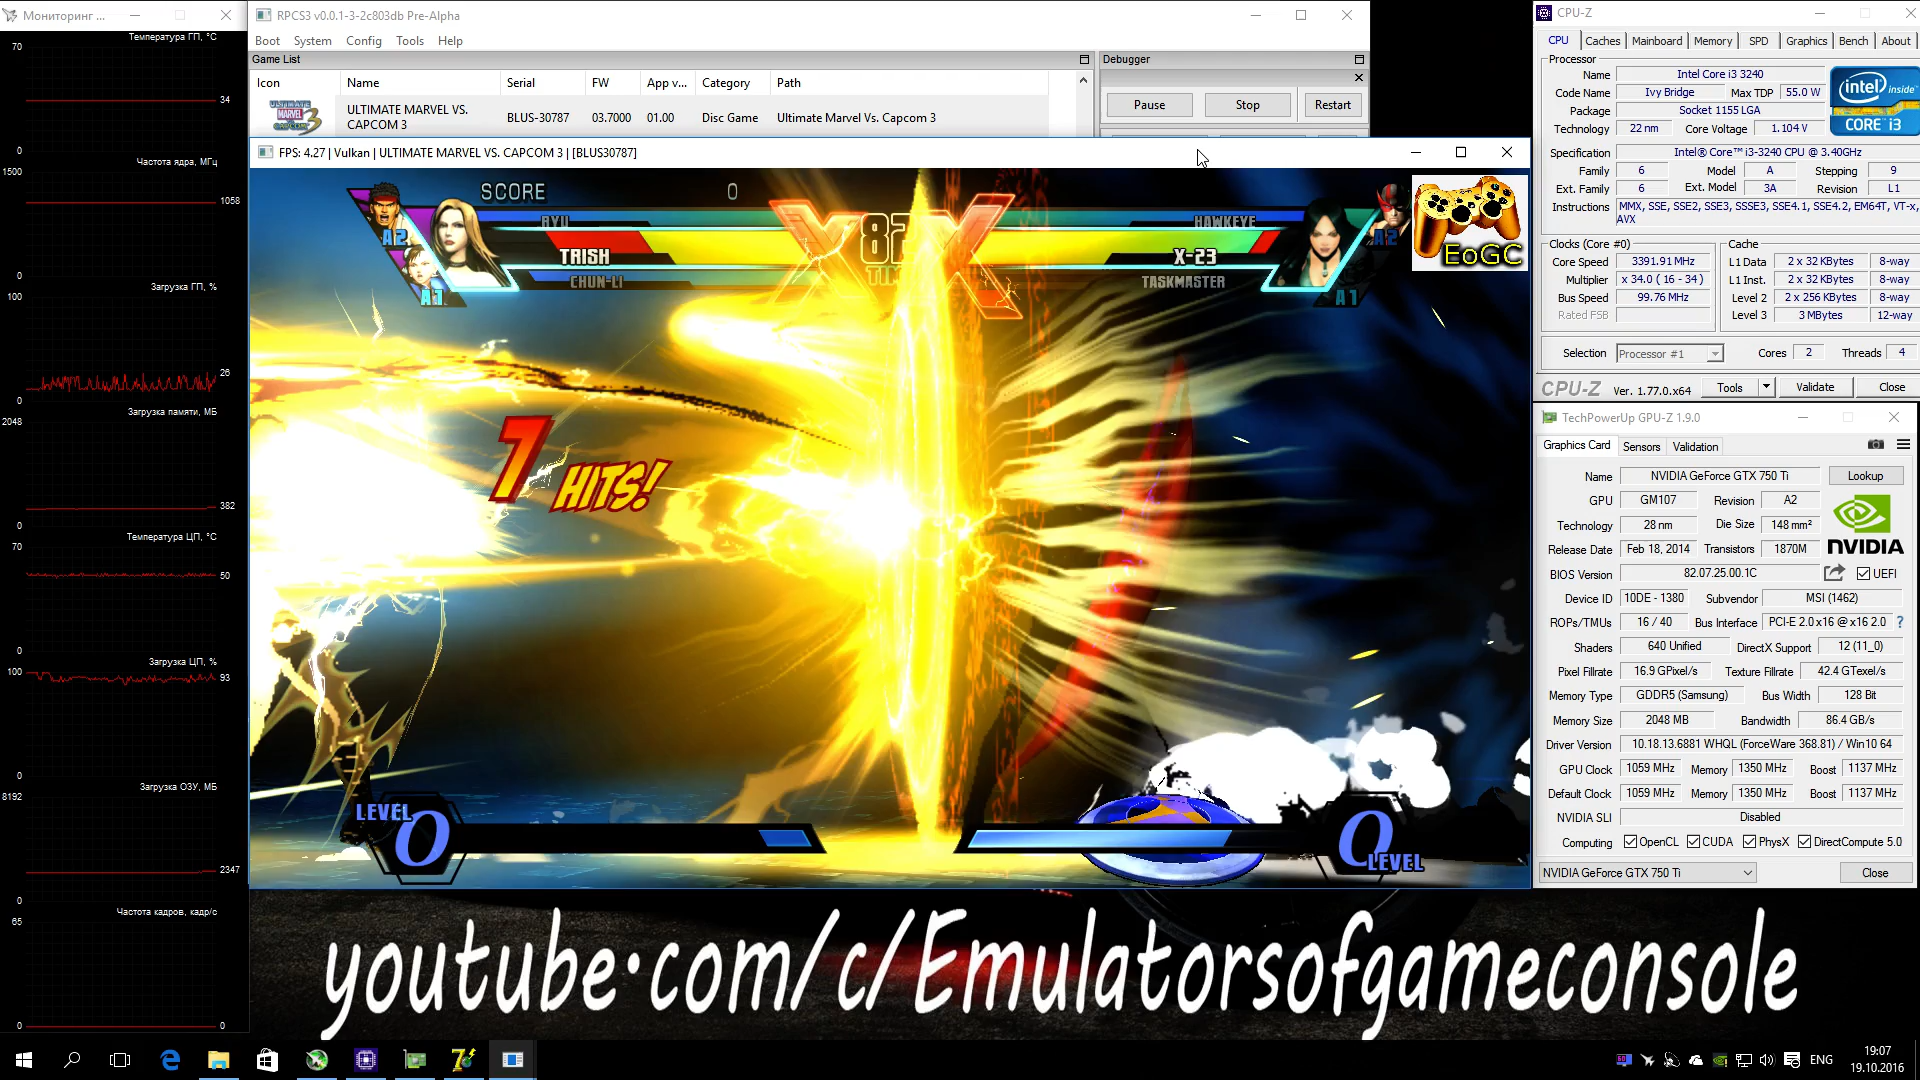 Мониторинг ...
Температура ГП, °C
70
34
0
Частота ядра, МГц
1500
1058
0
Загрузка ГП, %
100
26
0
Загрузка памяти, МБ
2048
382
0
Температура ЦП, °C
70
50
0
Загрузка ЦП, %
100
93
0
Загрузка ОЗУ, МБ
8192
2347
0
Частота кадров, кадр/с
65
0
0
RPCS3 v0.0.1-3-2c803db Pre-Alpha
Boot System Config Tools Help
Game List
Icon Name Serial FW App v... Category Path
ULTIMATE MARVEL VS. CAPCOM 3
ULTIMATE MARVEL VS.
CAPCOM 3
BLUS-30787 03.7000 01.00 Disc Game Ultimate Marvel Vs. Capcom 3
Debugger
Pause Stop Restart
FPS: 4.27 | Vulkan | ULTIMATE MARVEL VS. CAPCOM 3 | [BLUS30787]
SCORE 0
RYU
TRISH
CHUN-LI
A2
A1
82
TIME
HAWKEYE
X-23
TASKMASTER
A2
A1
EoGC
7 HITS!
LEVEL 0
0 LEVEL
youtube.com/c/Emulatorsofgameconsole
CPU-Z
CPU Caches Mainboard Memory SPD Graphics Bench About
Processor
Name Intel Core i3 3240
Code Name Ivy Bridge Max TDP 55.0 W
Package Socket 1155 LGA
Technology 22 nm Core Voltage 1.104 V
intel inside™
CORE i3
Specification Intel® Core™ i3-3240 CPU @ 3.40GHz
Family 6 Model A Stepping 9
Ext. Family 6 Ext. Model 3A Revision L1
Instructions MMX, SSE, SSE2, SSE3, SSSE3, SSE4.1, SSE4.2, EM64T, VT-x,
AVX
Clocks (Core #0)
Core Speed 3391.91 MHz
Multiplier x 34.0 ( 16 - 34 )
Bus Speed 99.76 MHz
Rated FSB
Cache
L1 Data 2 x 32 KBytes 8-way
L1 Inst. 2 x 32 KBytes 8-way
Level 2 2 x 256 KBytes 8-way
Level 3 3 MBytes 12-way
Selection Processor #1 Cores 2 Threads 4
CPU-Z Ver. 1.77.0.x64 Tools Validate Close
TechPowerUp GPU-Z 1.9.0
Graphics Card Sensors Validation
Name NVIDIA GeForce GTX 750 Ti Lookup
GPU GM107 Revision A2
Technology 28 nm Die Size 148 mm²
Release Date Feb 18, 2014 Transistors 1870M
NVIDIA
BIOS Version 82.07.25.00.1C UEFI
Device ID 10DE - 1380 Subvendor MSI (1462)
ROPs/TMUs 16 / 40 Bus Interface PCI-E 2.0 x16 @ x16 2.0 ?
Shaders 640 Unified DirectX Support 12 (11_0)
Pixel Fillrate 16.9 GPixel/s Texture Fillrate 42.4 GTexel/s
Memory Type GDDR5 (Samsung) Bus Width 128 Bit
Memory Size 2048 MB Bandwidth 86.4 GB/s
Driver Version 10.18.13.6881 WHQL (ForceWare 368.81) / Win10 64
GPU Clock 1059 MHz Memory 1350 MHz Boost 1137 MHz
Default Clock 1059 MHz Memory 1350 MHz Boost 1137 MHz
NVIDIA SLI Disabled
Computing OpenCL CUDA PhysX DirectCompute 5.0
NVIDIA GeForce GTX 750 Ti Close
ENG
19:07
19.10.2016